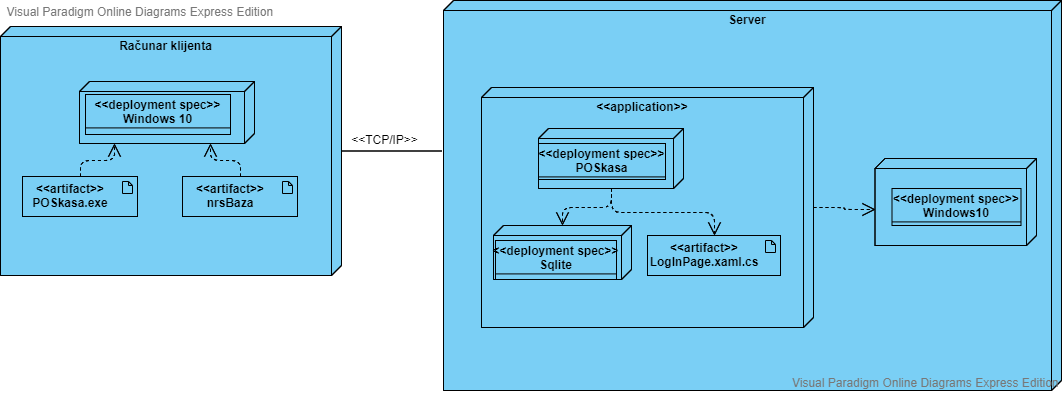 Visual Paradigm Online Diagrams Express Edition
Računar klijenta
<<deployment spec>>
Windows 10
<<artifact>>
POSkasa.exe
<<artifact>>
nrsBaza
<<TCP/IP>>
Server
<<application>>
<<deployment spec>>
POSkasa
<<deployment spec>>
Sqlite
<<artifact>>
LogInPage.xaml.cs
<<deployment spec>>
Windows10
Visual Paradigm Online Diagrams Express Edition